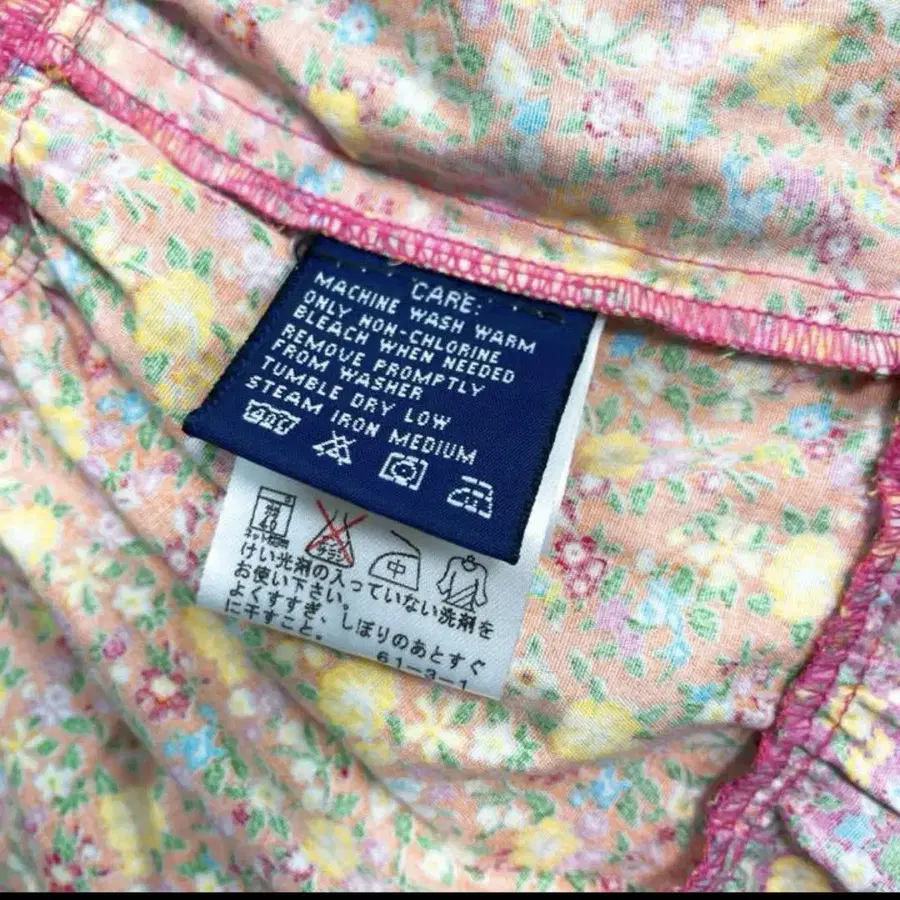 CARE:
MACHINE WASH WARM
ONLY NON-CHLORINE
BLEACH WHEN NEEDED
REMOVE PROMPTLY
FROM WASHER
TUMBLE DRY LOW
STEAM IRON MEDIUM
40C
40
中
けい光剤の入っていない洗剤を
お使い下さい。
よくすすぎ、しぼりのあとすぐ
に干すこと。
61-3-1